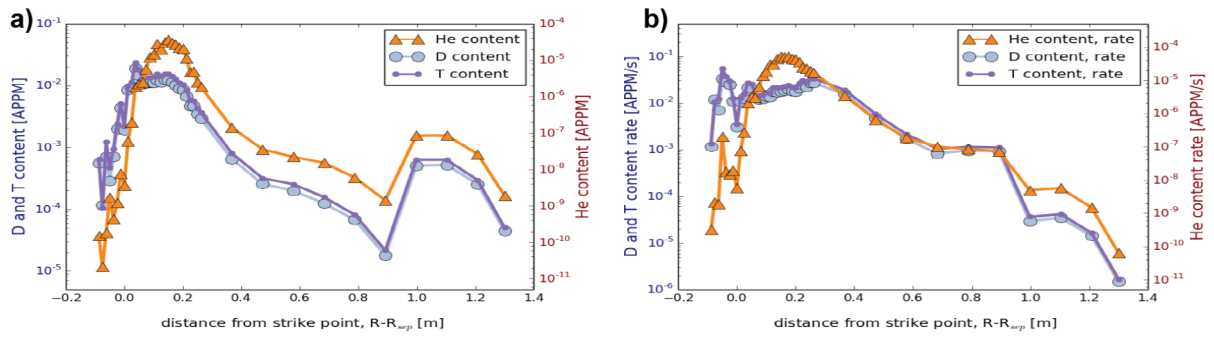 a)
D and T content [APPM]
10⁻¹
10⁻²
10⁻³
10⁻⁴
10⁻⁵
He content
D content
T content
10⁻⁴
10⁻⁵
10⁻⁶
10⁻⁷
10⁻⁸
10⁻⁹
10⁻¹⁰
10⁻¹¹
He content [APPM]
−0.2 0.0 0.2 0.4 0.6 0.8 1.0 1.2 1.4
distance from strike point, R-Rₛₑₚ [m]
b)
D and T content rate [APPM/s]
10⁻¹
10⁻²
10⁻³
10⁻⁴
10⁻⁵
10⁻⁶
He content, rate
D content, rate
T content, rate
10⁻⁴
10⁻⁵
10⁻⁶
10⁻⁷
10⁻⁸
10⁻⁹
10⁻¹⁰
10⁻¹¹
He content rate [APPM/s]
−0.2 0.0 0.2 0.4 0.6 0.8 1.0 1.2 1.4
distance from strike point, R-Rₛₑₚ [m]